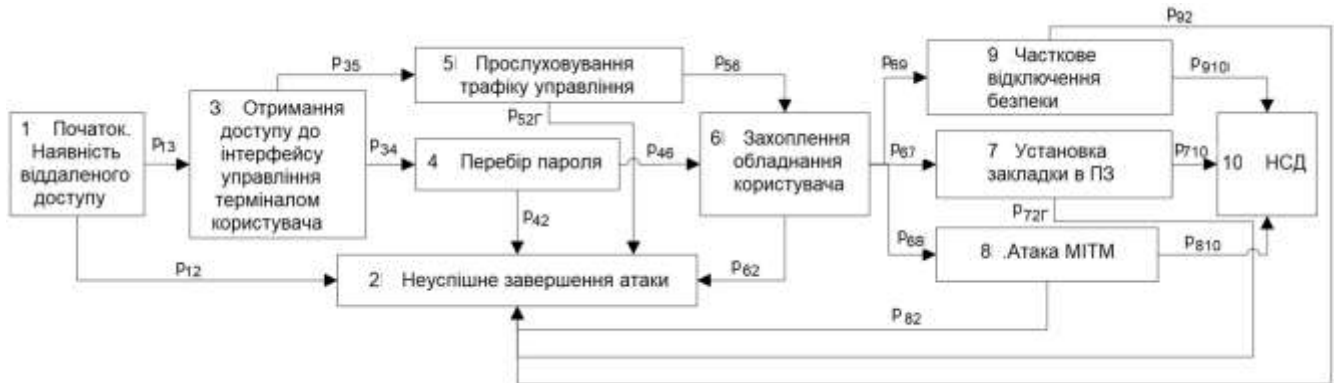 P92
9 Часткове
відключення
безпеки
P910
P69
5 Прослуховування
трафіку управління
P35
P56
P52г
3 Отримання
доступу до
інтерфейсу
управління
терміналом
користувача
1 Початок.
Наявність
віддаленого
доступу
P13
P34
4 Перебір пароля
P46
6 Захоплення
обладнання
користувача
P67
7 Установка
закладки в ПЗ
P710
10 НСД
P72г
P42
P68
8 .Атака МІТМ
P810
P12
2 Неуспішне завершення атаки
P62
P82